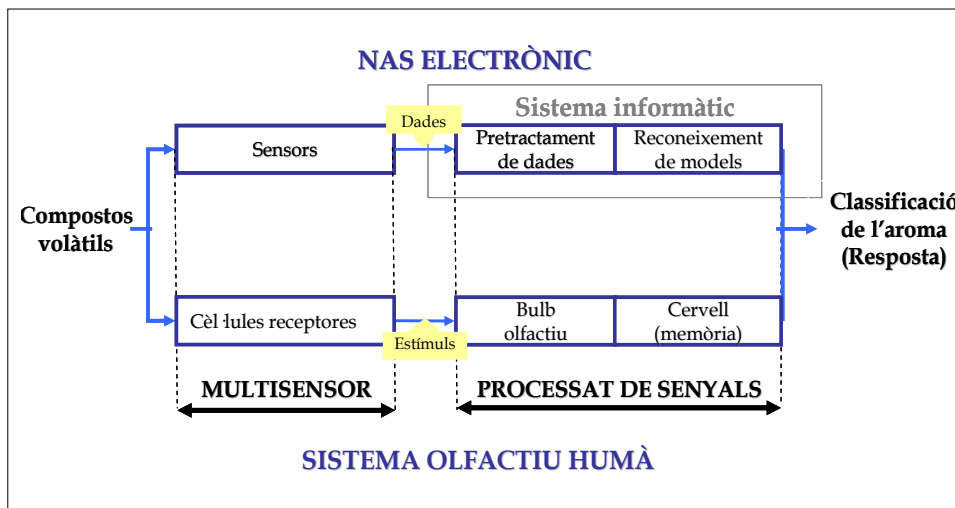 NAS ELECTRÒNIC
Sistema informàtic
Dades
Sensors
Pretractament
de dades
Reconeixement
de models
Compostos
volàtils
Classificació
de l’aroma
(Resposta)
Cèl·lules receptores
Estímuls
Bulb
olfactiu
Cervell
(memòria)
MULTISENSOR
PROCESSAT DE SENYALS
SISTEMA OLFACTIU HUMÀ